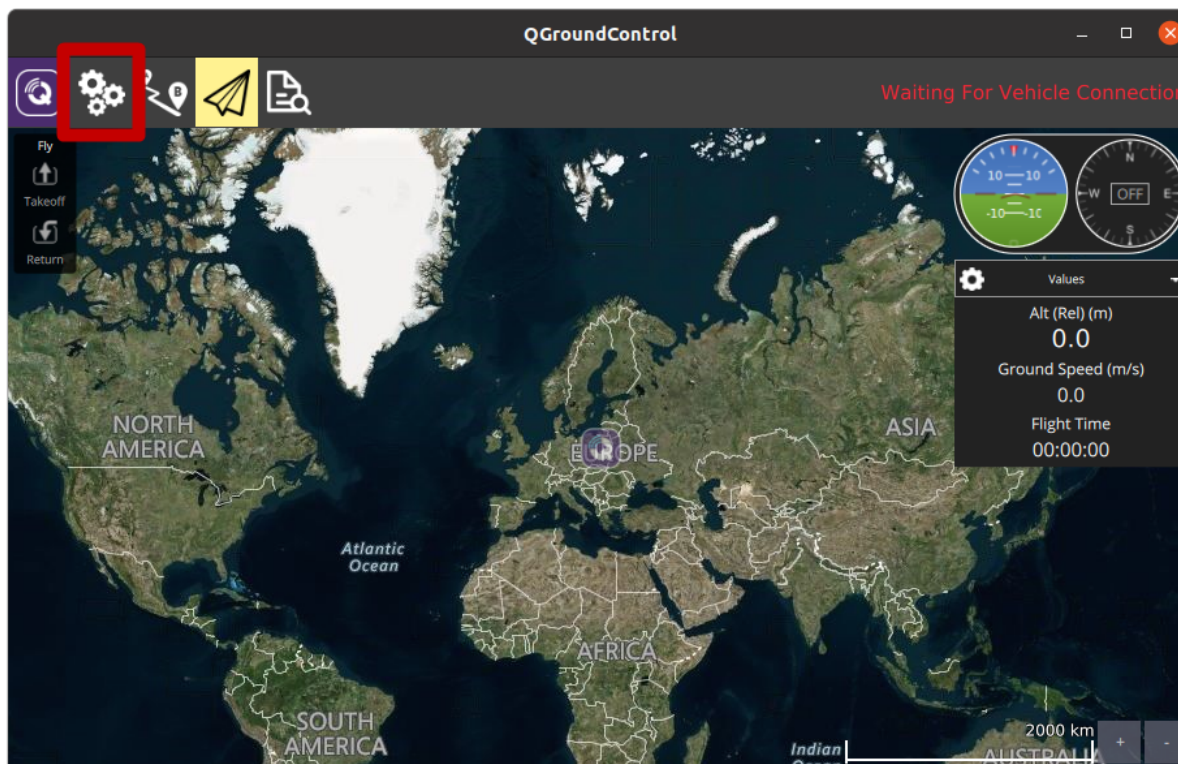 QGroundControl
B
Waiting For Vehicle Connection
Fly
Takeoff
Return
10 10
-10 -10
N
W OFF E
S
Values
Alt (Rel) (m)
0.0
Ground Speed (m/s)
0.0
Flight Time
00:00:00
NORTH
AMERICA
EUROPE
ASIA
Atlantic
Ocean
AFRICA
SOUTH
AMERICA
2000 km
+ -
Indian
Ocean
AUSTRALIA